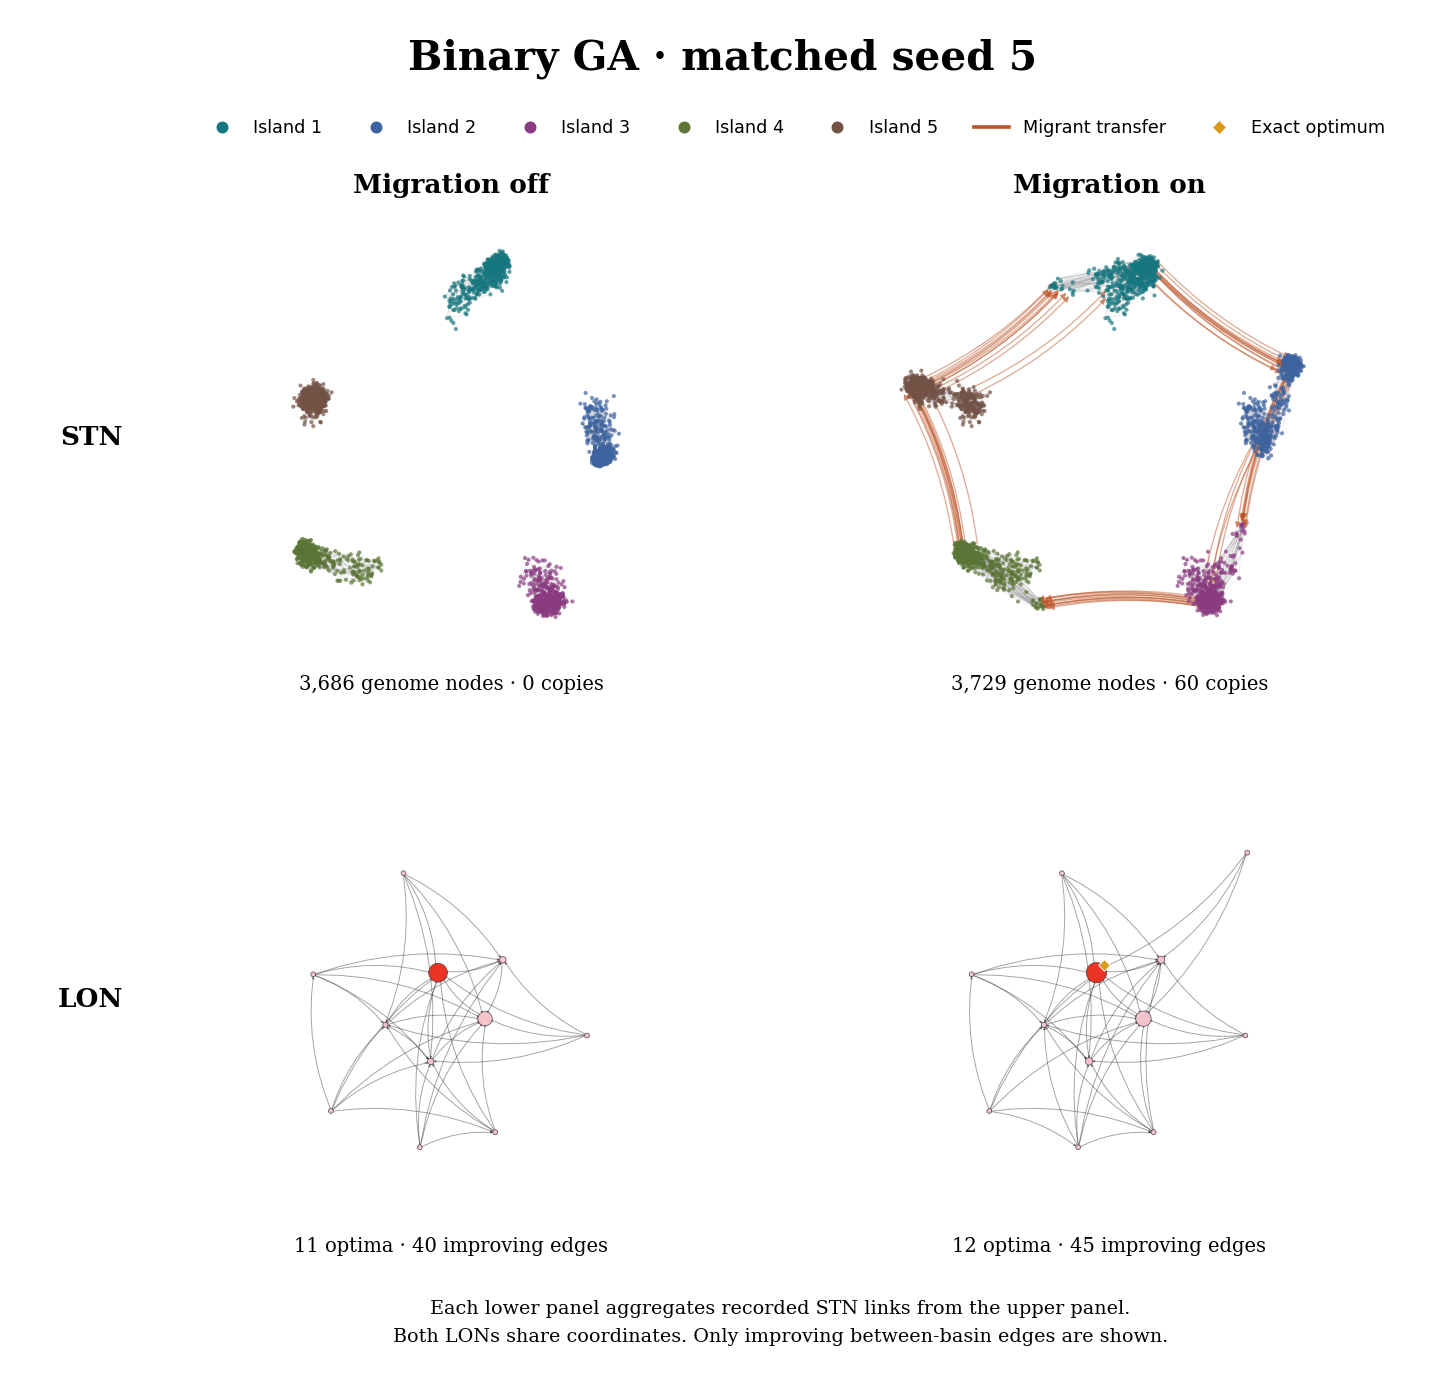 Binary GA · matched seed 5
Island 1 Island 2 Island 3 Island 4 Island 5 Migrant transfer Exact optimum
Migration off Migration on
STN
3,686 genome nodes · 0 copies 3,729 genome nodes · 60 copies
LON
11 optima · 40 improving edges 12 optima · 45 improving edges
Each lower panel aggregates recorded STN links from the upper panel.
Both LONs share coordinates. Only improving between-basin edges are shown.